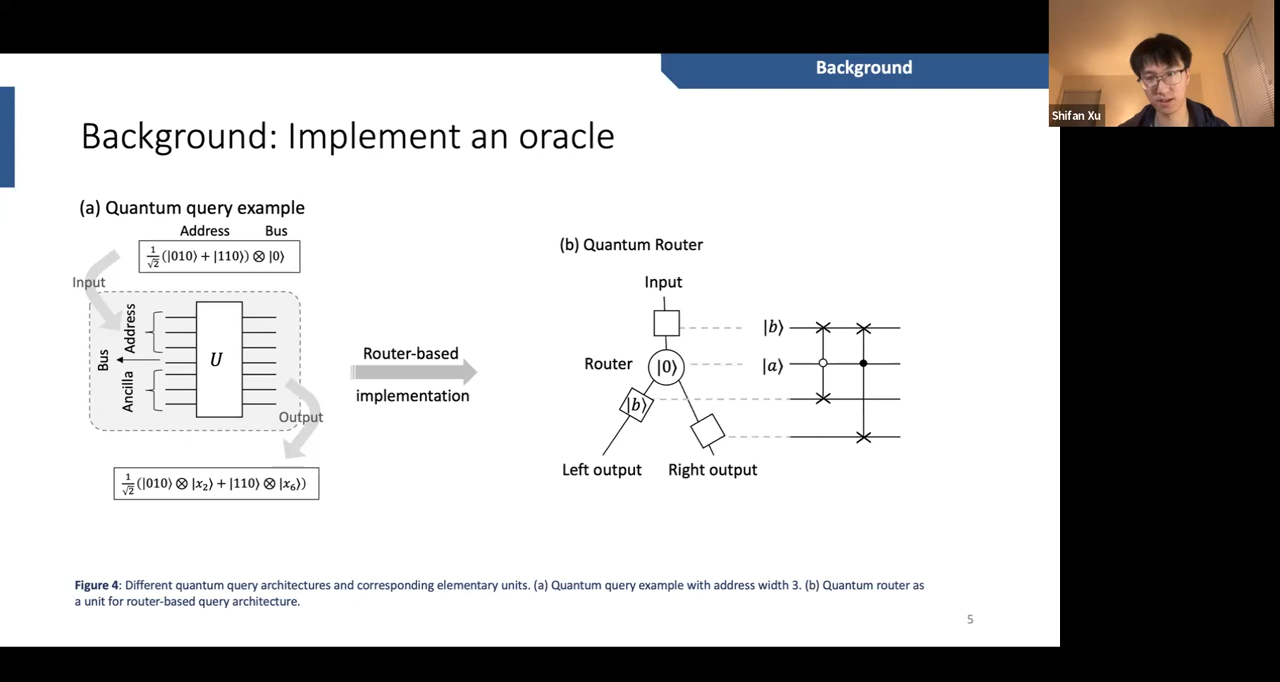 Background
Shifan Xu
Background: Implement an oracle
(a) Quantum query example
Address Bus
1/√2 (|010⟩ + |110⟩) ⊗ |0⟩
Input
Address
Bus
Ancilla
U
Output
1/√2 (|010⟩ ⊗ |x₂⟩ + |110⟩ ⊗ |x₆⟩)
Router-based
implementation
(b) Quantum Router
Input
|b⟩
Router
|0⟩
|a⟩
|b⟩
Left output
Right output
Figure 4: Different quantum query architectures and corresponding elementary units. (a) Quantum query example with address width 3. (b) Quantum router as
a unit for router-based query architecture.
5